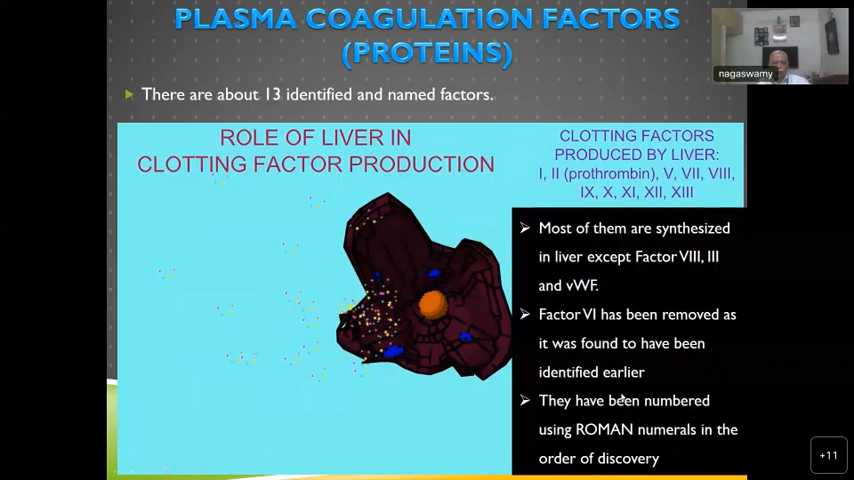 PLASMA COAGULATION FACTORS
(PROTEINS)
There are about 13 identified and named factors.
ROLE OF LIVER IN
CLOTTING FACTOR PRODUCTION
CLOTTING FACTORS
PRODUCED BY LIVER:
I, II (prothrombin), V, VII, VIII,
IX, X, XI, XII, XIII
Most of them are synthesized
in liver except Factor VIII, III
and vWF.
Factor VI has been removed as
it was found to have been
identified earlier
They have been numbered
using ROMAN numerals in the
order of discovery
nagaswamy
+11